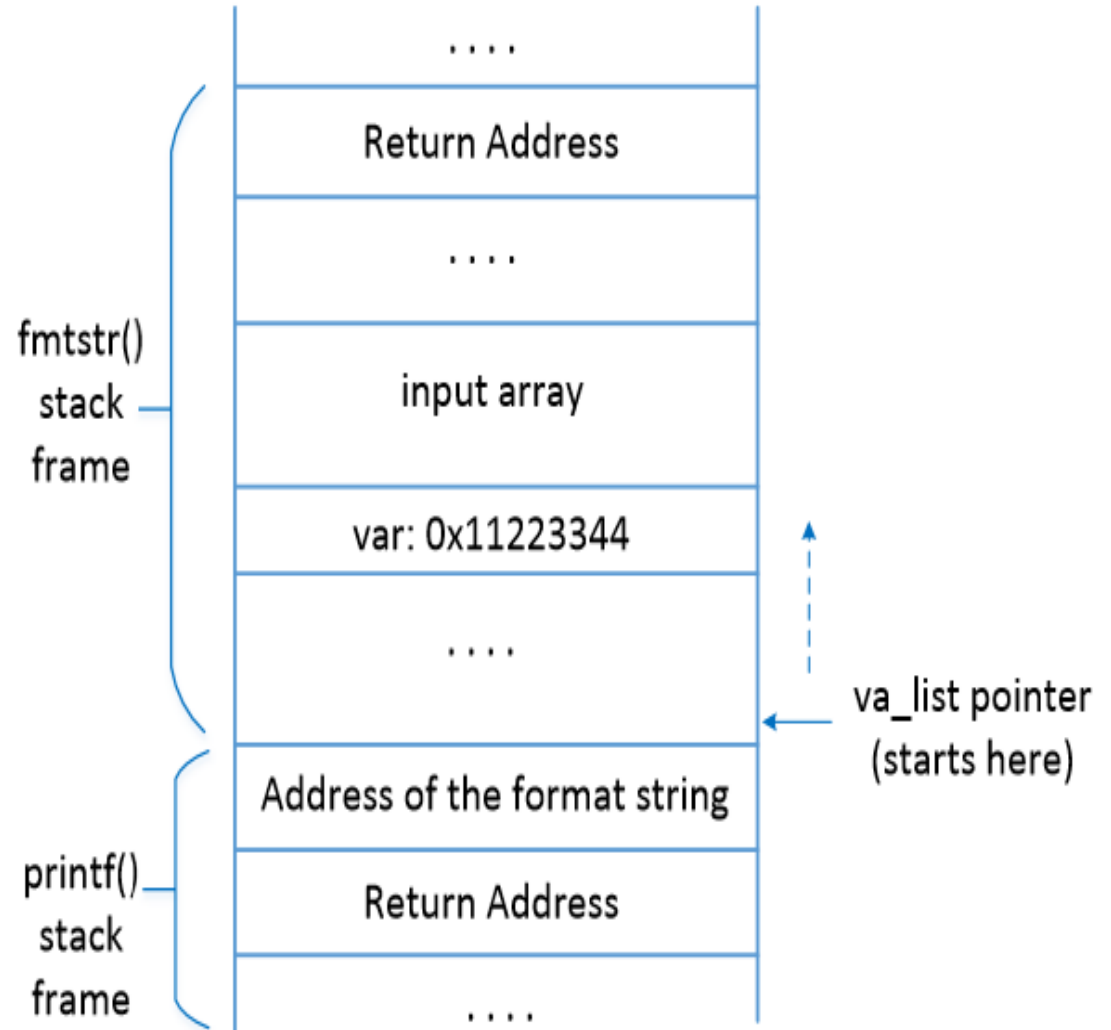 . . . .
Return Address
. . . .
fmtstr()
stack
frame
input array
var: 0x11223344
. . . .
va_list pointer
(starts here)
Address of the format string
printf()
stack
frame
Return Address
. . . .